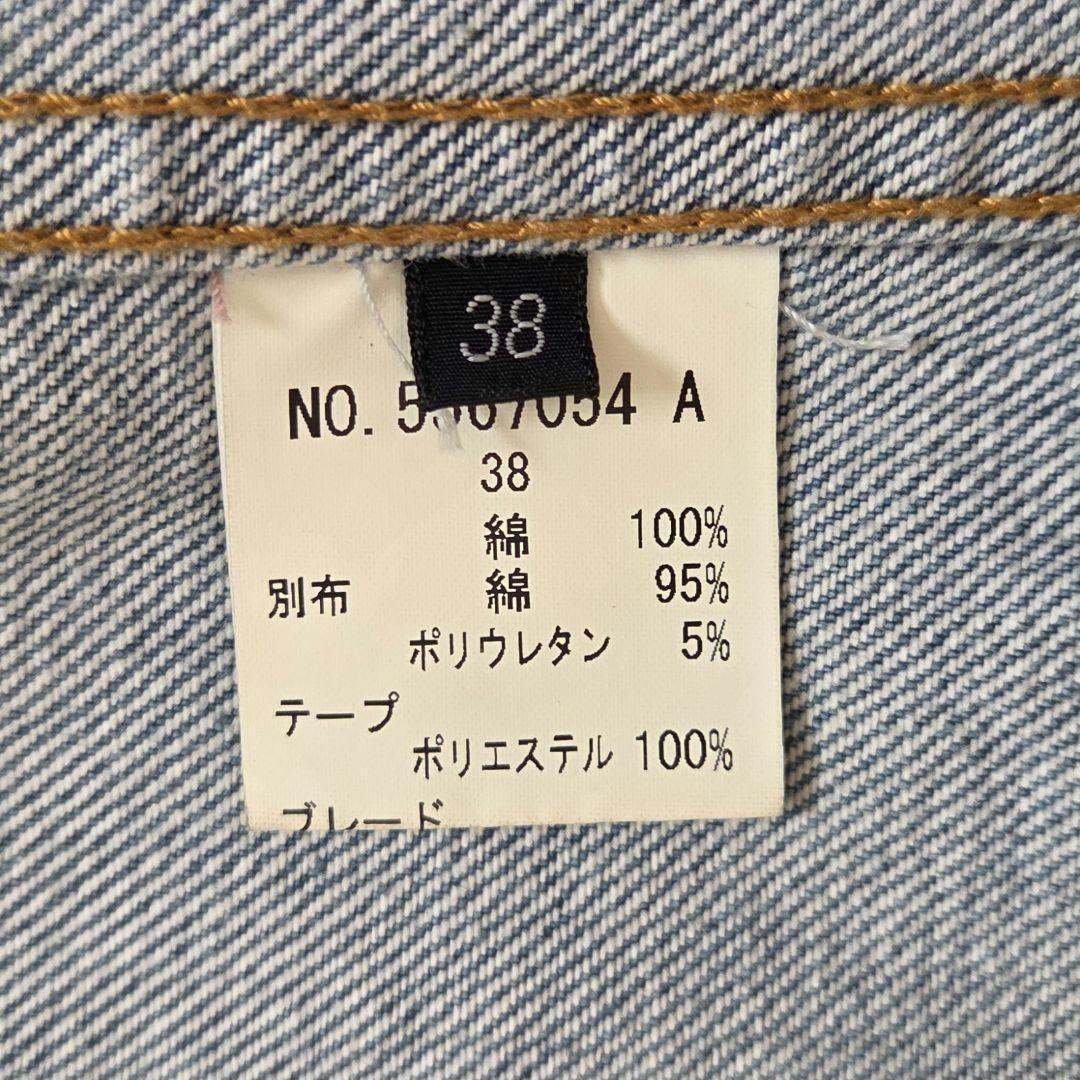 38
NO. 5567054 A
38
綿 100%
別布 綿 95%
ポリウレタン 5%
テープ
ポリエステル 100%
ブレード